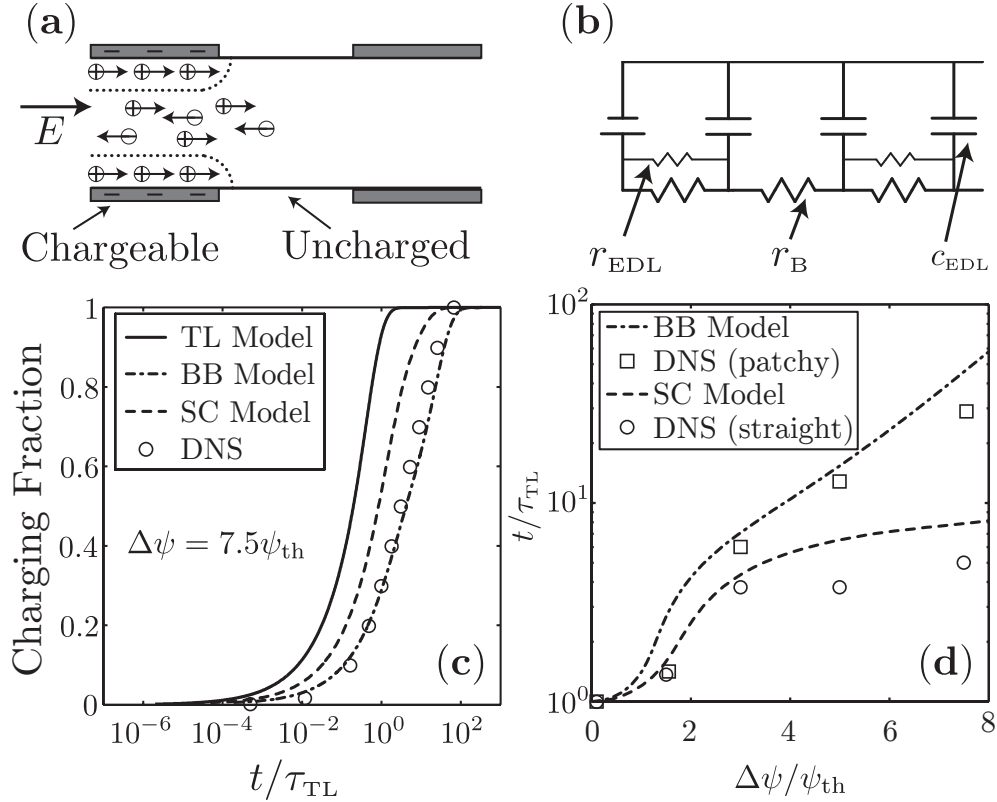 (a)
E
Chargeable
Uncharged
(b)
r_EDL
r_B
c_EDL
Charging Fraction
1
0.8
0.6
0.4
0.2
0
TL Model
BB Model
SC Model
DNS
Δψ = 7.5ψ_th
(c)
10^−6
10^−4
10^−2
10^0
10^2
t/τ_TL
t/τ_TL
10^2
10^1
10^0
BB Model
DNS (patchy)
SC Model
DNS (straight)
(d)
0
2
4
6
8
Δψ/ψ_th